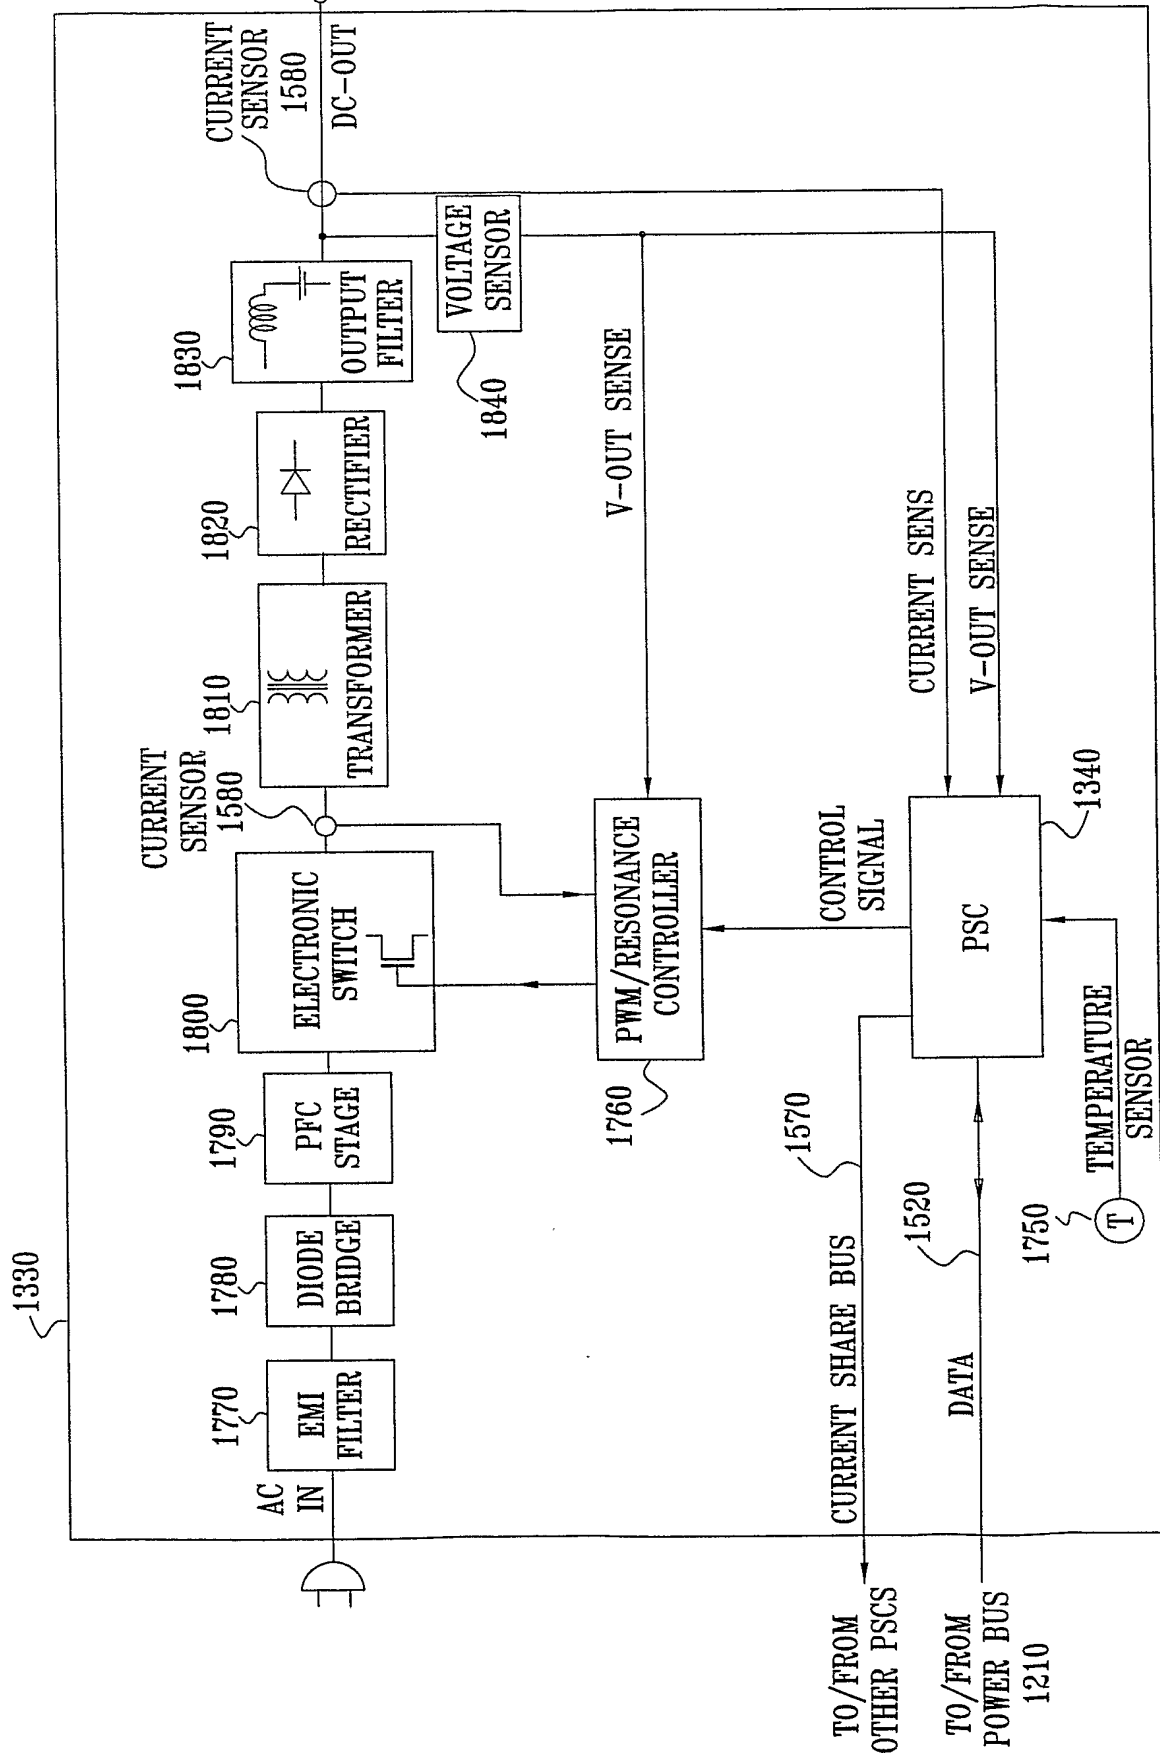 1330
CURRENT
SENSOR
1580
CURRENT
SENSOR
1580
1770
1780
1790
1800
1810
1820
1830
AC
IN
EMI
FILTER
DIODE
BRIDGE
PFC
STAGE
ELECTRONIC
SWITCH
TRANSFORMER
RECTIFIER
OUTPUT
FILTER
DC-OUT
VOLTAGE
SENSOR
1840
V-OUT SENSE
PWM/RESONANCE
CONTROLLER
1760
CONTROL
SIGNAL
CURRENT SENS
V-OUT SENSE
1570
CURRENT SHARE BUS
TO/FROM
OTHER PSCS
PSC
1340
1520
DATA
TO/FROM
POWER BUS
1210
1750
T
TEMPERATURE
SENSOR